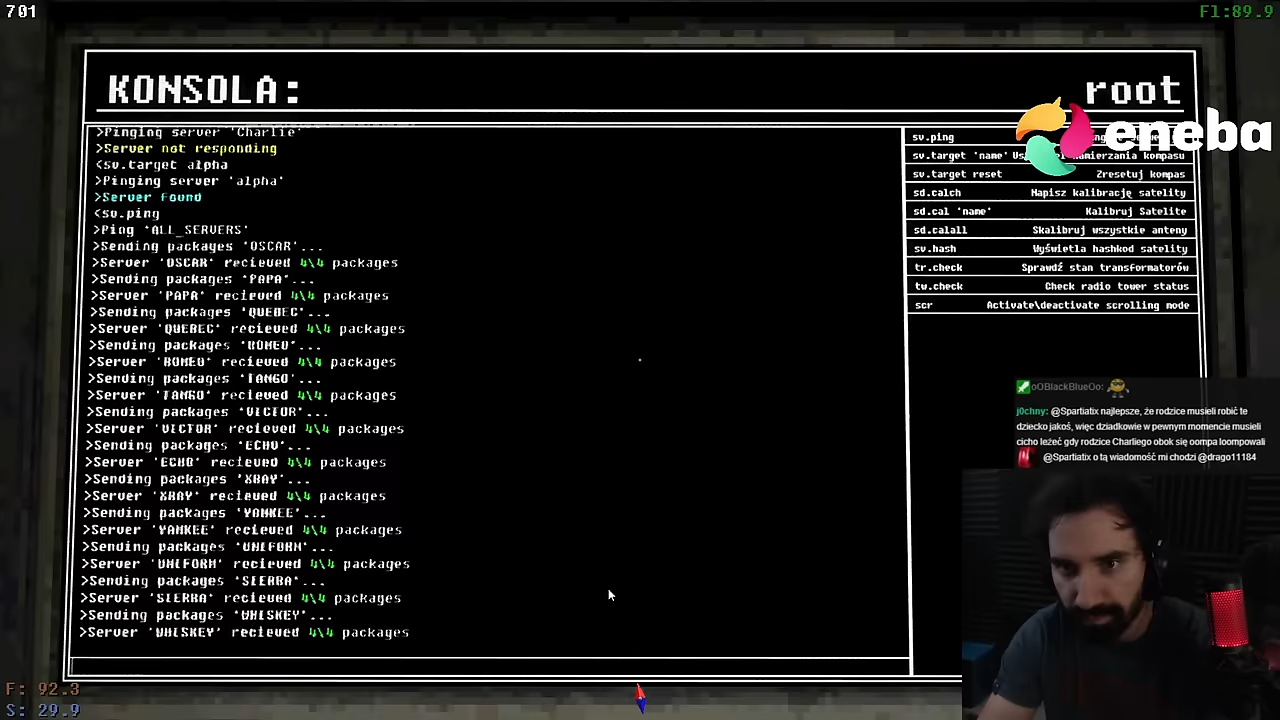 701
F1:89.9
KONSOLA:
root
eneba
>Pinging server 'Charlie'
>Server not responding
<sv.target alpha
>Pinging server 'alpha'
>Server found
<sv.ping
>Ping 'ALL_SERVERS'
>Sending packages 'OSCAR'...
>Server 'OSCAR' recieved 4\4 packages
>Sending packages 'PAPA'...
>Server 'PAPA' recieved 4\4 packages
>Sending packages 'QUEBEC'...
>Server 'QUEBEC' recieved 4\4 packages
>Sending packages 'ROMEO'...
>Server 'ROMEO' recieved 4\4 packages
>Sending packages 'TANGO'...
>Server 'TANGO' recieved 4\4 packages
>Sending packages 'VICTOR'...
>Server 'VICTOR' recieved 4\4 packages
>Sending packages 'ECHO'...
>Server 'ECHO' recieved 4\4 packages
>Sending packages 'XRAY'...
>Server 'XRAY' recieved 4\4 packages
>Sending packages 'YANKEE'...
>Server 'YANKEE' recieved 4\4 packages
>Sending packages 'UNIFORM'...
>Server 'UNIFORM' recieved 4\4 packages
>Sending packages 'SIERRA'...
>Server 'SIERRA' recieved 4\4 packages
>Sending packages 'WHISKEY'...
>Server 'WHISKEY' recieved 4\4 packages
sv.ping
sv.target 'name' kompasu
sv.target reset Zresetuj kompas
sd.calch Napisz kalibrację satelity
sd.cal 'name' Kalibruj Satelite
sd.calall Skalibruj wszystkie anteny
sv.hash Wyświetla hashkod satelity
tr.check Sprawdź stan transformatorów
tw.check Check radio tower status
scr Activate\deactivate scrolling mode
oOBlackBlueOo:
j0chny: @Spartiatix najlepsze, że rodzice musieli robić te
dziecko jakoś, więc dziadkowie w pewnym momencie musieli
cicho leżeć gdy rodzice Charliego obok się oompa loompowali
@Spartiatix o tą wiadomość mi chodzi @drago11184
F: 92.3
S: 29.9